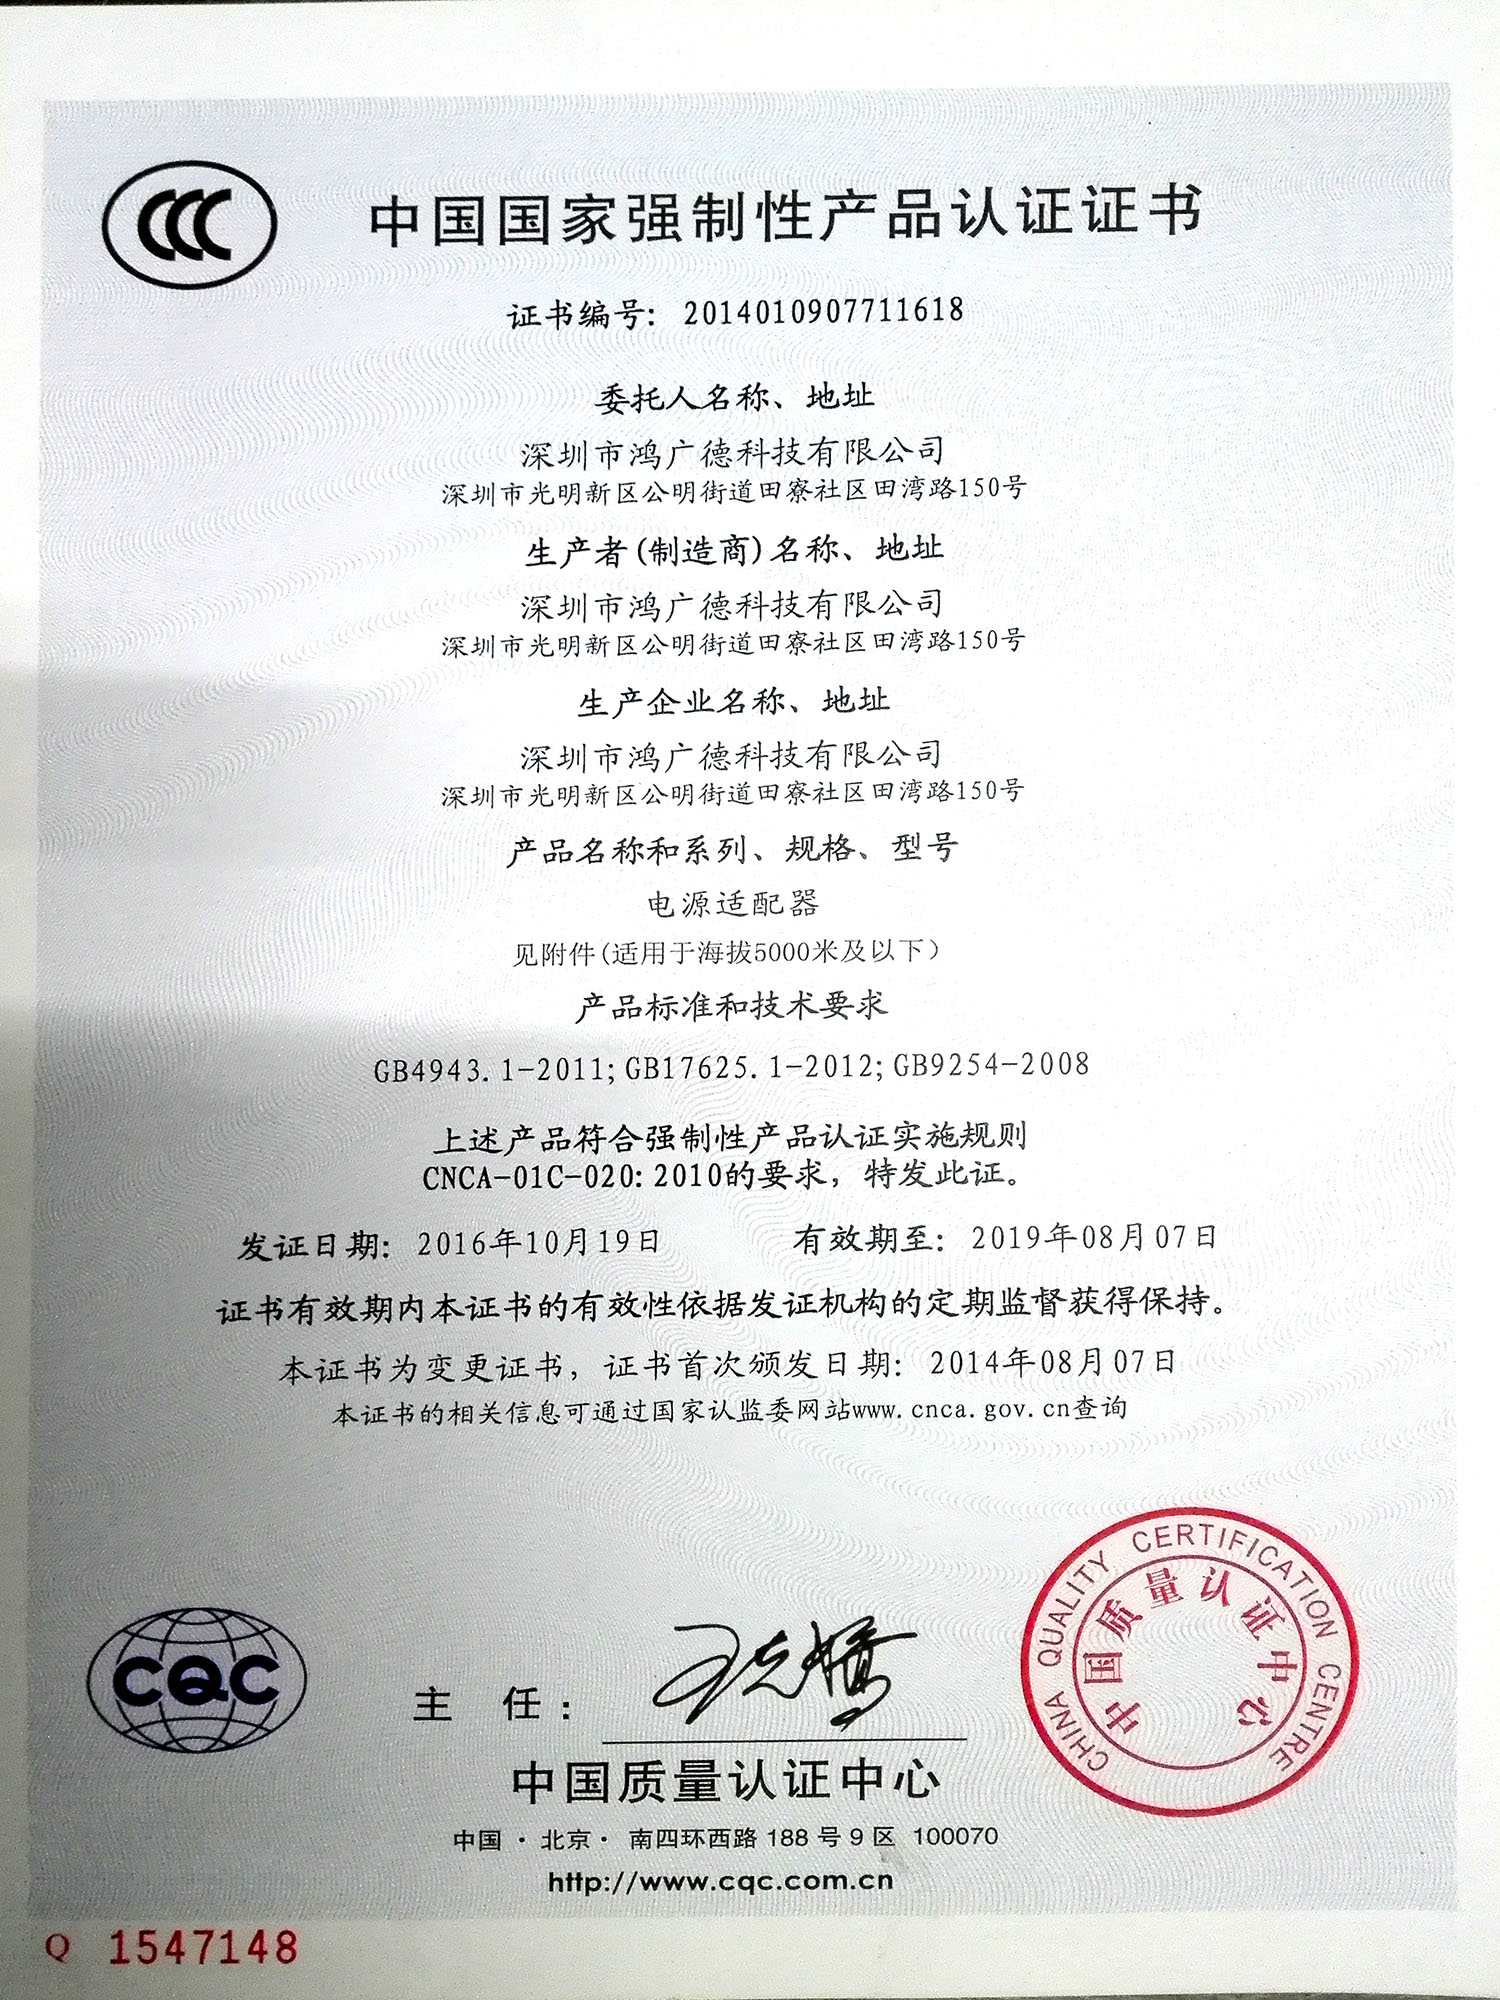 CCC
中国国家强制性产品认证证书
证书编号: 2014010907711618
委托人名称、地址
深圳市鸿广德科技有限公司
深圳市光明新区公明街道田寮社区田湾路150号
生产者(制造商)名称、地址
深圳市鸿广德科技有限公司
深圳市光明新区公明街道田寮社区田湾路150号
生产企业名称、地址
深圳市鸿广德科技有限公司
深圳市光明新区公明街道田寮社区田湾路150号
产品名称和系列、规格、型号
电源适配器
见附件(适用于海拔5000米及以下)
产品标准和技术要求
GB4943.1-2011;GB17625.1-2012;GB9254-2008
上述产品符合强制性产品认证实施规则
CNCA-01C-020:2010的要求, 特发此证。
发证日期: 2016年10月19日 有效期至: 2019年08月07日
证书有效期内本证书的有效性依据发证机构的定期监督获得保持。
本证书为变更证书, 证书首次颁发日期: 2014年08月07日
本证书的相关信息可通过国家认监委网站www.cnca.gov.cn查询
CQC
主 任:
CHINA QUALITY CERTIFICATION CENTRE
中国质量认证中心
中国质量认证中心
中国·北京·南四环西路 188 号 9 区 100070
http://www.cqc.com.cn
Q 1547148